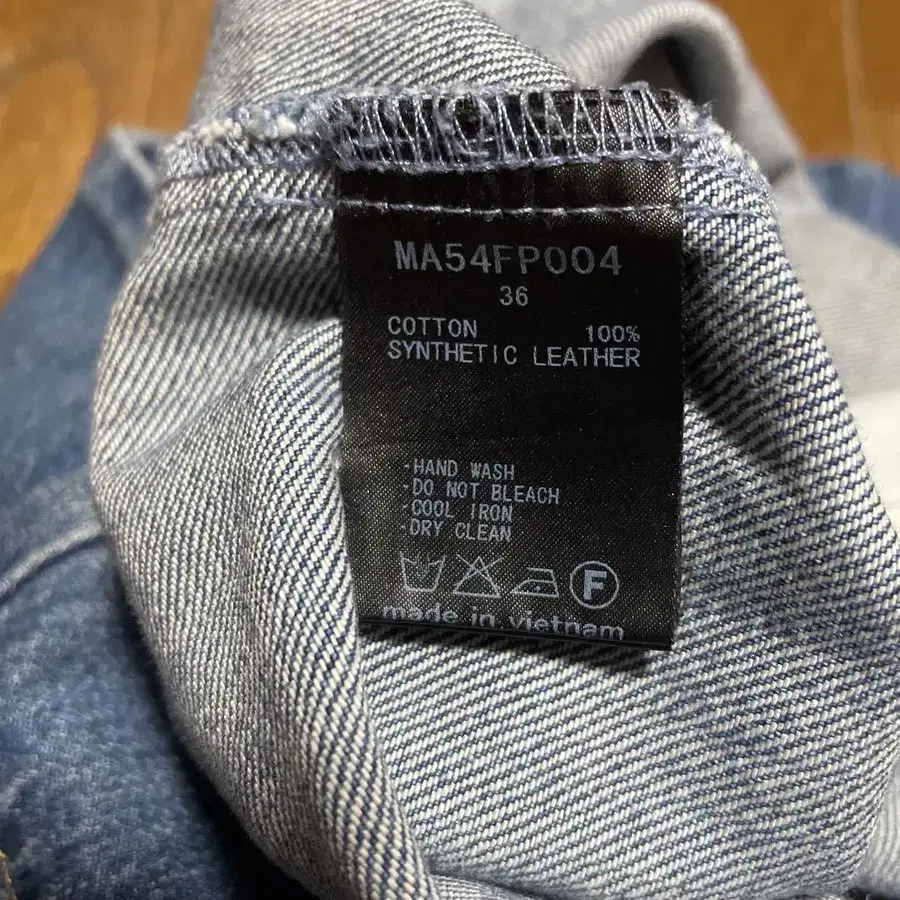 MA54FP004
36
COTTON 100%
SYNTHETIC LEATHER
·HAND WASH
·DO NOT BLEACH
·COOL IRON
·DRY CLEAN
F
made in vietnam